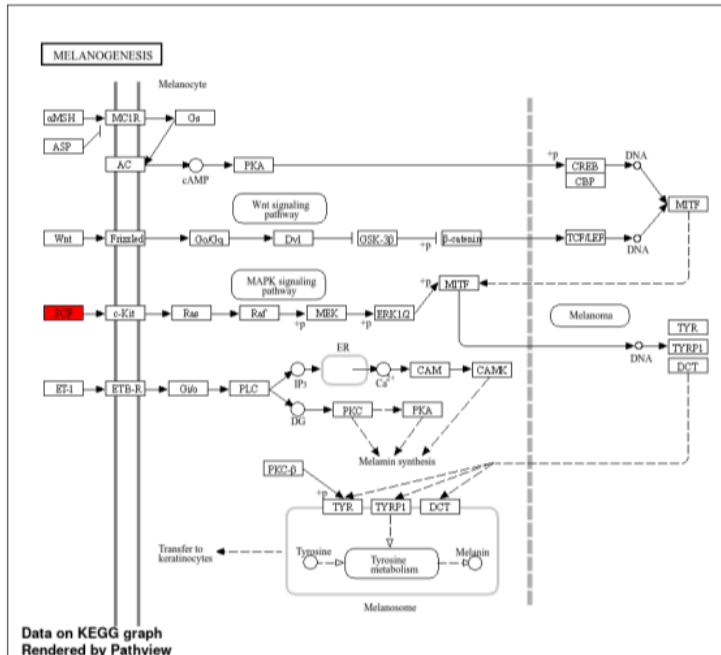 MELANOGENESIS
Melanocyte
αMSH
MC1R
Gs
ASP
AC
cAMP
PKA
+p
CREB
CBP
DNA
MITF
Wnt signaling
pathway
Wnt
Frizzled
Go/Gq
Dvl
GSK-3β
+p
β-catenin
TCF/LEF
DNA
MAPK signaling
pathway
+p
MITF
SCF
c-Kit
Ras
Raf
+p
MEK
+p
ERK1/2
Melanoma
TYR
TYRP1
DCT
DNA
ER
ET-1
ETB-R
Gi/o
PLC
IP3
Ca2+
CAM
CAMK
DG
PKC
PKA
Melamin synthesis
PKC-β
+p
TYR
TYRP1
DCT
Transfer to
keratinocytes
Tyrosine
Tyrosine
metabolism
Melanin
Melanosome
Data on KEGG graph
Rendered by Pathview